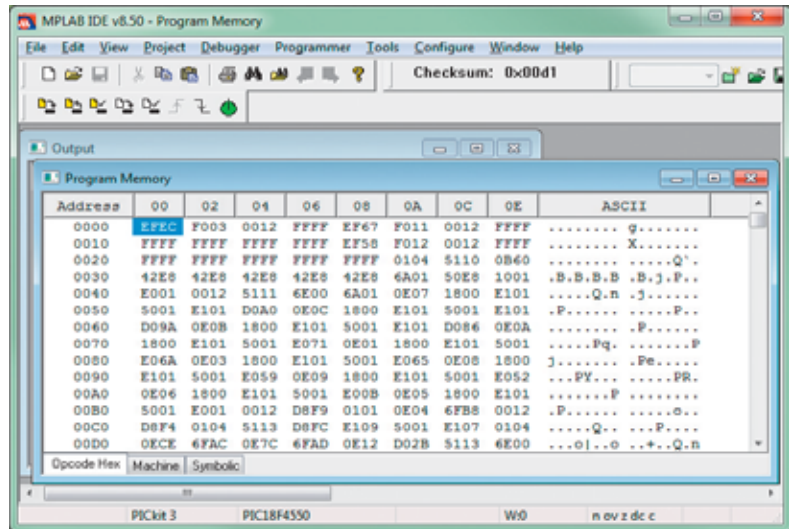 MPLAB IDE v8.50 - Program Memory
File Edit View Project Debugger Programmer Tools Configure Window Help
Checksum: 0x00d1
Output
Program Memory
Address 00 02 04 06 08 0A 0C 0E ASCII
0000 EFEC F003 0012 FFFF EF67 F011 0012 FFFF ........ g.......
0010 FFFF FFFF FFFF FFFF EF58 F012 0012 FFFF ........ X.......
0020 FFFF FFFF FFFF FFFF FFFF 0104 5110 0B60 ........ .....Q`.
0030 42E8 42E8 42E8 42E8 42E8 6A01 50E8 1001 .B.B.B.B .B.j.P..
0040 E001 0012 5111 6E00 6A01 0E07 1800 E101 .....Q.n .j......
0050 5001 E101 D0A0 0E0C 1800 E101 5001 E101 .P...... .....P..
0060 D09A 0E0B 1800 E101 5001 E101 D086 0E0A ........ .P......
0070 1800 E101 5001 E071 0E01 1800 E101 5001 .....Pq. .......P
0080 E06A 0E03 1800 E101 5001 E065 0E08 1800 j....... .Pe.....
0090 E101 5001 E059 0E09 1800 E101 5001 E052 ...PY... .....PR.
00A0 0E06 1800 E101 5001 E00B 0E05 1800 E101 .......P ........
00B0 5001 E001 0012 D8F9 0101 0E04 6FB8 0012 .P...... .....o..
00C0 D8F4 0104 5113 D8FC E109 5001 E107 0104 .....Q.. ...P....
00D0 0ECE 6FAC 0E7C 6FAD 0E12 D02B 5113 6E00 ...o|..o ..+..Q.n
Opcode Hex Machine Symbolic
PICkit 3 PIC18F4550 W:0 n ov z dc c